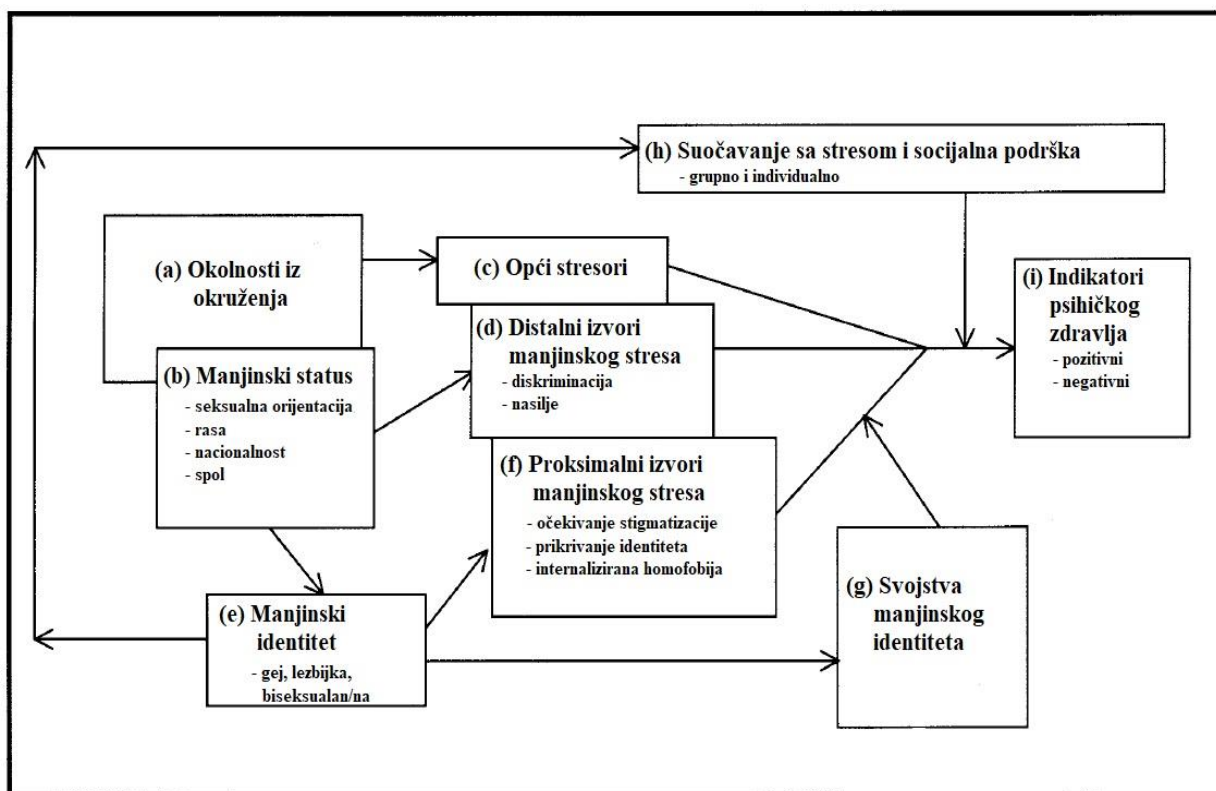 (h) Suočavanje sa stresom i socijalna podrška
- grupno i individualno
(a) Okolnosti iz
okruženja
(c) Opći stresori
(i) Indikatori
psihičkog
zdravlja
- pozitivni
- negativni
(d) Distalni izvori
manjinskog stresa
- diskriminacija
- nasilje
(b) Manjinski status
- seksualna orijentacija
- rasa
- nacionalnost
- spol
(f) Proksimalni izvori
manjinskog stresa
- očekivanje stigmatizacije
- prikrivanje identiteta
- internalizirana homofobija
(g) Svojstva
manjinskog
identiteta
(e) Manjinski
identitet
- gej, lezbijka,
biseksualan/na